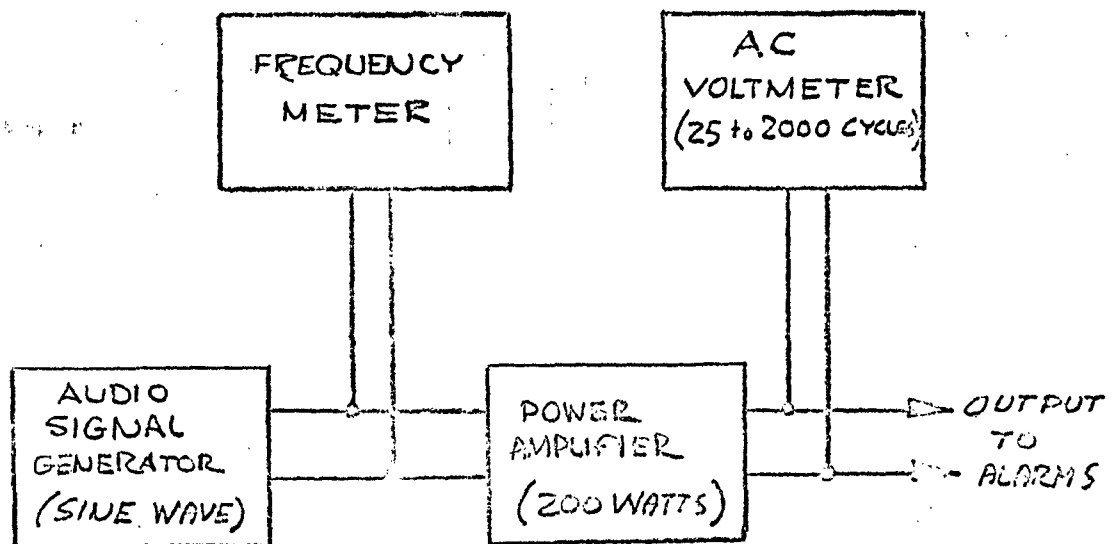 FREQUENCY
METER
AC
VOLTMETER
(25 to 2000 CYCLES)
AUDIO
SIGNAL
GENERATOR
(SINE WAVE)
POWER
AMPLIFIER
(200 WATTS)
OUTPUT
TO
ALARMS